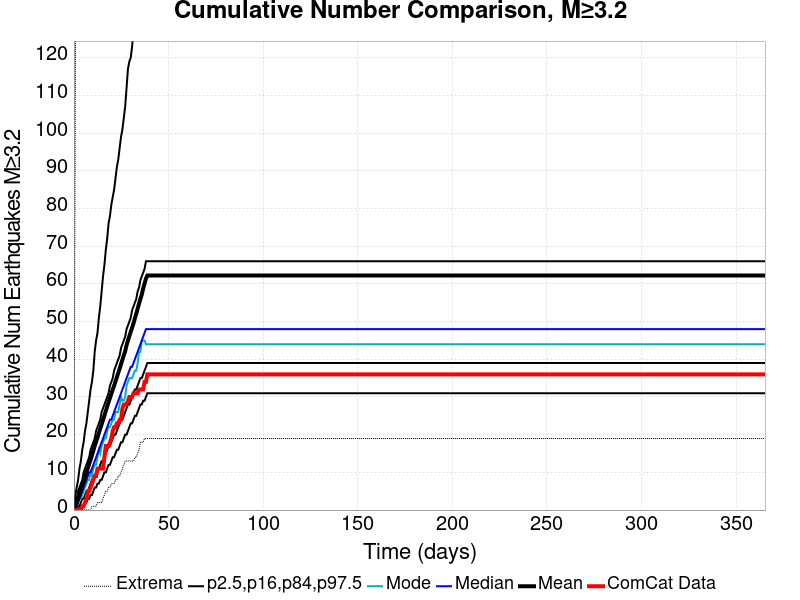 Cumulative Number Comparison, M≥3.2
Cumulative Num Earthquakes M≥3.2
120
110
100
90
80
70
60
50
40
30
20
10
0
0 50 100 150 200 250 300 350
Time (days)
Extrema p2.5,p16,p84,p97.5 Mode Median Mean ComCat Data